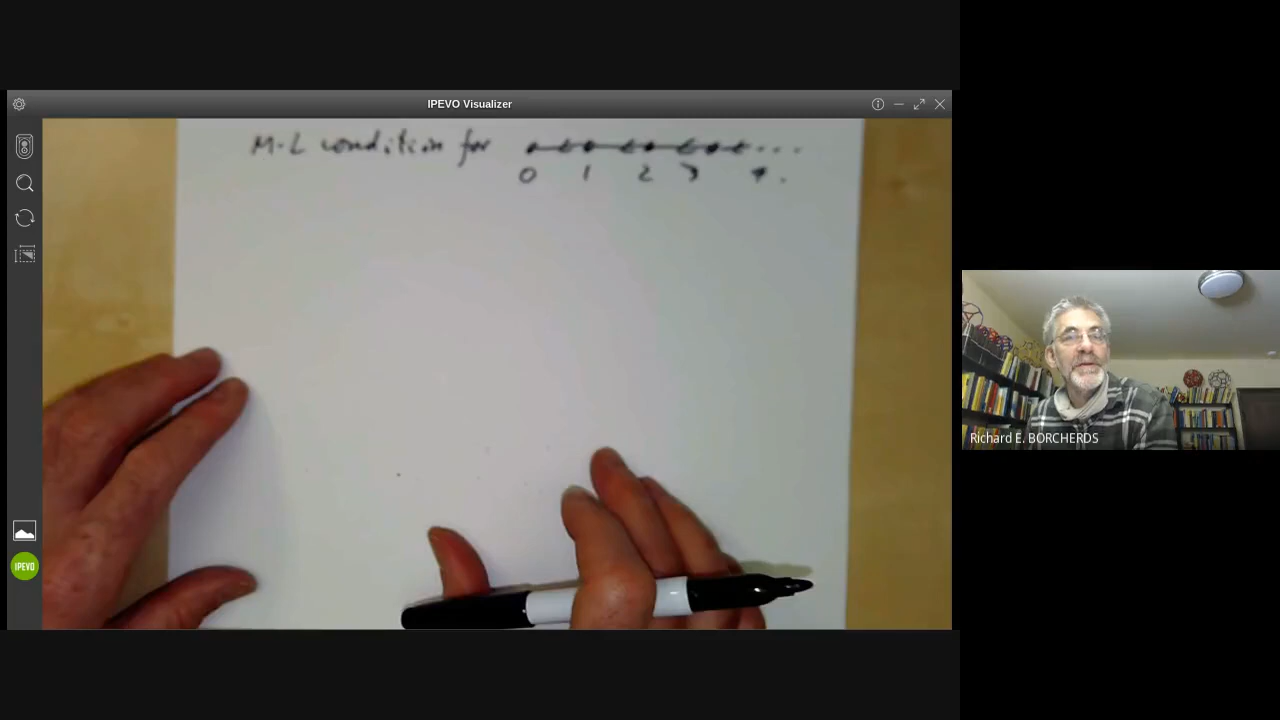 IPEVO Visualizer
M-L condition for
0 1 2 3 4
IPEVO
Richard E. BORCHERDS